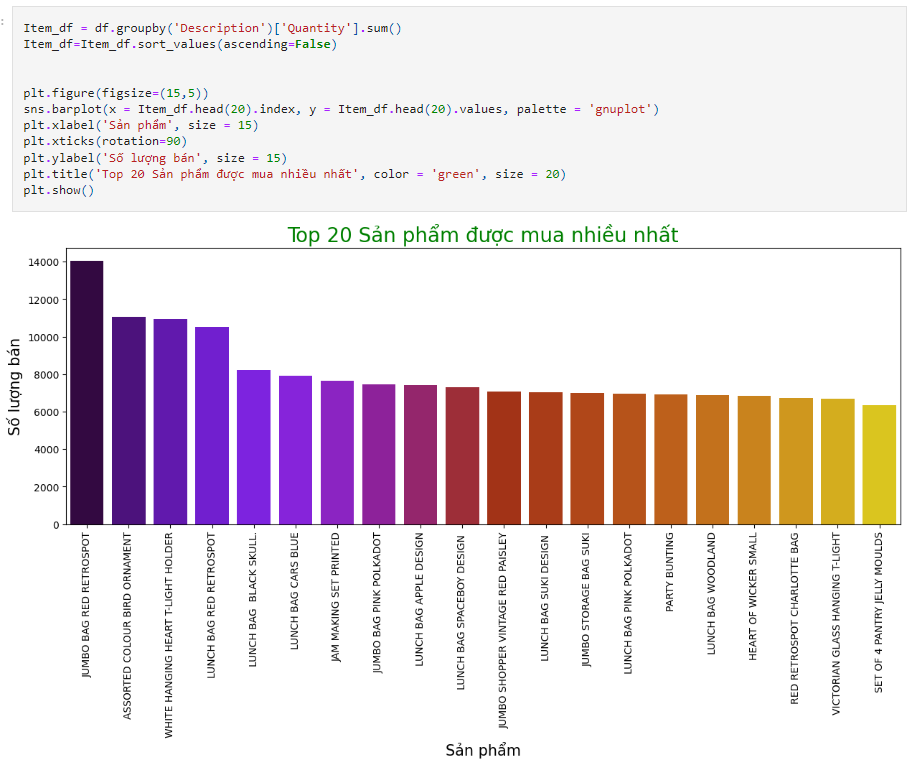 :
Item_df = df.groupby('Description')['Quantity'].sum()
Item_df=Item_df.sort_values(ascending=False)
plt.figure(figsize=(15,5))
sns.barplot(x = Item_df.head(20).index, y = Item_df.head(20).values, palette = 'gnuplot')
plt.xlabel('Sản phẩm', size = 15)
plt.xticks(rotation=90)
plt.ylabel('Số lượng bán', size = 15)
plt.title('Top 20 Sản phẩm được mua nhiều nhất', color = 'green', size = 20)
plt.show()
Top 20 Sản phẩm được mua nhiều nhất
Số lượng bán
14000
12000
10000
8000
6000
4000
2000
0
JUMBO BAG RED RETROSPOT
ASSORTED COLOUR BIRD ORNAMENT
WHITE HANGING HEART T-LIGHT HOLDER
LUNCH BAG RED RETROSPOT
LUNCH BAG  BLACK SKULL.
LUNCH BAG CARS BLUE
JAM MAKING SET PRINTED
JUMBO BAG PINK POLKADOT
LUNCH BAG APPLE DESIGN
LUNCH BAG SPACEBOY DESIGN
JUMBO SHOPPER VINTAGE RED PAISLEY
LUNCH BAG SUKI DESIGN
JUMBO STORAGE BAG SUKI
LUNCH BAG PINK POLKADOT
PARTY BUNTING
LUNCH BAG WOODLAND
HEART OF WICKER SMALL
RED RETROSPOT CHARLOTTE BAG
VICTORIAN GLASS HANGING T-LIGHT
SET OF 4 PANTRY JELLY MOULDS
Sản phẩm